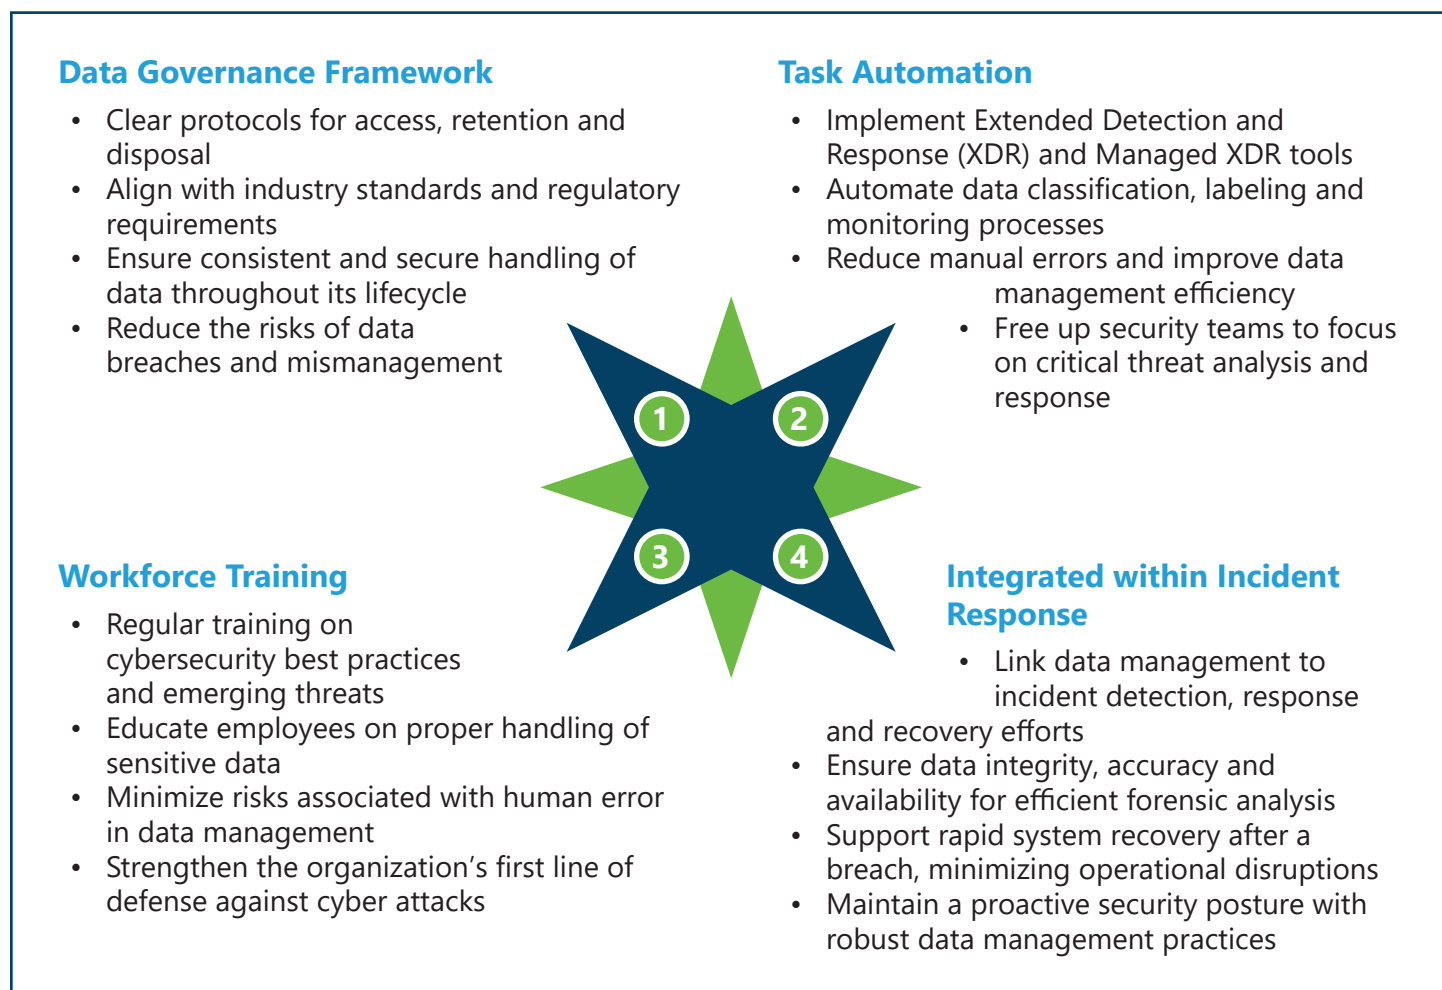 Data Governance Framework
• Clear protocols for access, retention and
disposal
• Align with industry standards and regulatory
requirements
• Ensure consistent and secure handling of
data throughout its lifecycle
• Reduce the risks of data
breaches and mismanagement
Task Automation
• Implement Extended Detection and
Response (XDR) and Managed XDR tools
• Automate data classification, labeling and
monitoring processes
• Reduce manual errors and improve data
management efficiency
• Free up security teams to focus
on critical threat analysis and
response
1
2
3
4
Workforce Training
• Regular training on
cybersecurity best practices
and emerging threats
• Educate employees on proper handling of
sensitive data
• Minimize risks associated with human error
in data management
• Strengthen the organization’s first line of
defense against cyber attacks
Integrated within Incident
Response
• Link data management to
incident detection, response
and recovery efforts
• Ensure data integrity, accuracy and
availability for efficient forensic analysis
• Support rapid system recovery after a
breach, minimizing operational disruptions
• Maintain a proactive security posture with
robust data management practices